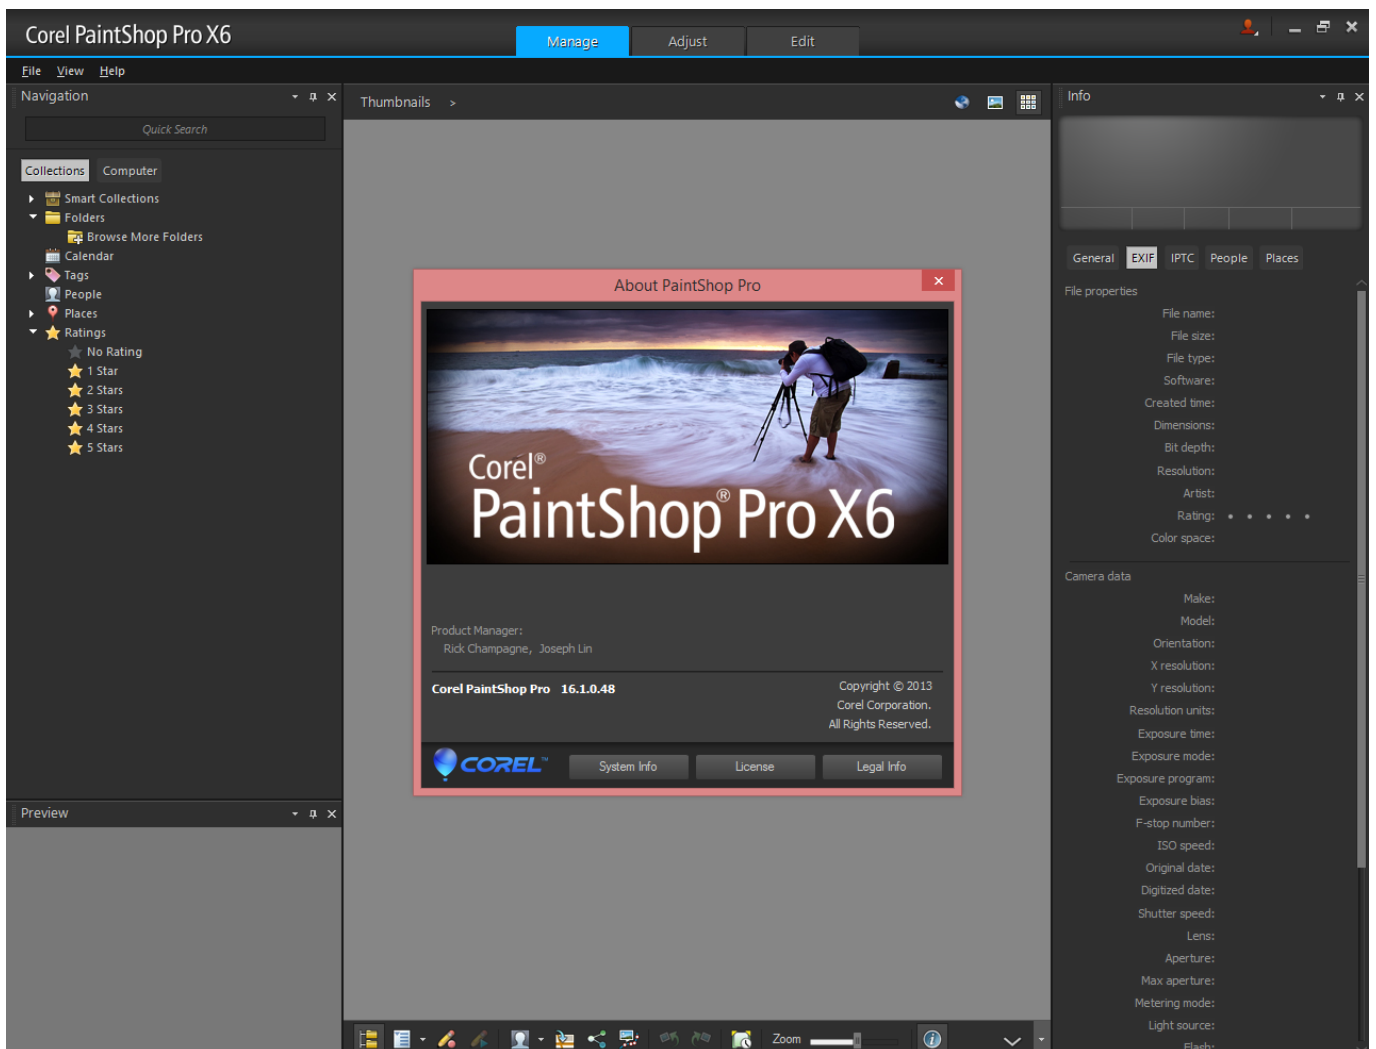 Corel PaintShop Pro X6
Manage
Adjust
Edit
File View Help
Navigation
Quick Search
Collections Computer
Smart Collections
Folders
Browse More Folders
Calendar
Tags
People
Places
Ratings
No Rating
1 Star
2 Stars
3 Stars
4 Stars
5 Stars
Preview
Thumbnails >
About PaintShop Pro
Corel®
PaintShop® Pro X6
Product Manager:
Rick Champagne, Joseph Lin
Corel PaintShop Pro 16.1.0.48
Copyright © 2013
Corel Corporation.
All Rights Reserved.
COREL™
System Info
License
Legal Info
Zoom
Info
General EXIF IPTC People Places
File properties
File name:
File size:
File type:
Software:
Created time:
Dimensions:
Bit depth:
Resolution:
Artist:
Rating:
Color space:
Camera data
Make:
Model:
Orientation:
X resolution:
Y resolution:
Resolution units:
Exposure time:
Exposure mode:
Exposure program:
Exposure bias:
F-stop number:
ISO speed:
Original date:
Digitized date:
Shutter speed:
Lens:
Aperture:
Max aperture:
Metering mode:
Light source:
Flash: